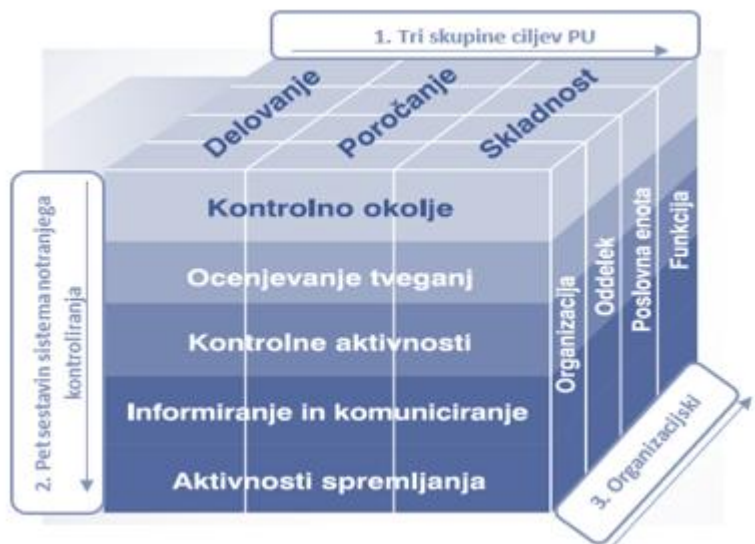 1. Tri skupine ciljev PU
Delovanje
Poročanje
Skladnost
2. Pet sestavin sistema notranjega
kontroliranja
Kontrolno okolje
Ocenjevanje tveganj
Kontrolne aktivnosti
Informiranje in komuniciranje
Aktivnosti spremljanja
Organizacija
Oddelek
Poslovna enota
Funkcija
3. Organizacijski